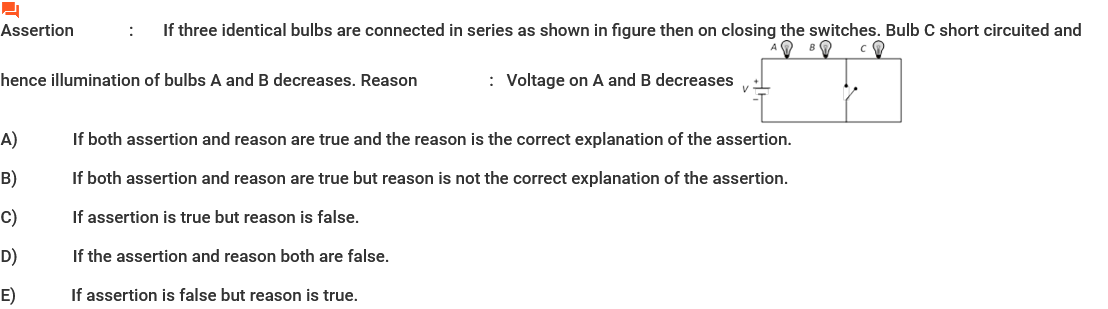 Assertion : If three identical bulbs are connected in series as shown in figure then on closing the switches. Bulb C short circuited and
A B C
hence illumination of bulbs A and B decreases. Reason : Voltage on A and B decreases
V + −
A) If both assertion and reason are true and the reason is the correct explanation of the assertion.
B) If both assertion and reason are true but reason is not the correct explanation of the assertion.
C) If assertion is true but reason is false.
D) If the assertion and reason both are false.
E) If assertion is false but reason is true.